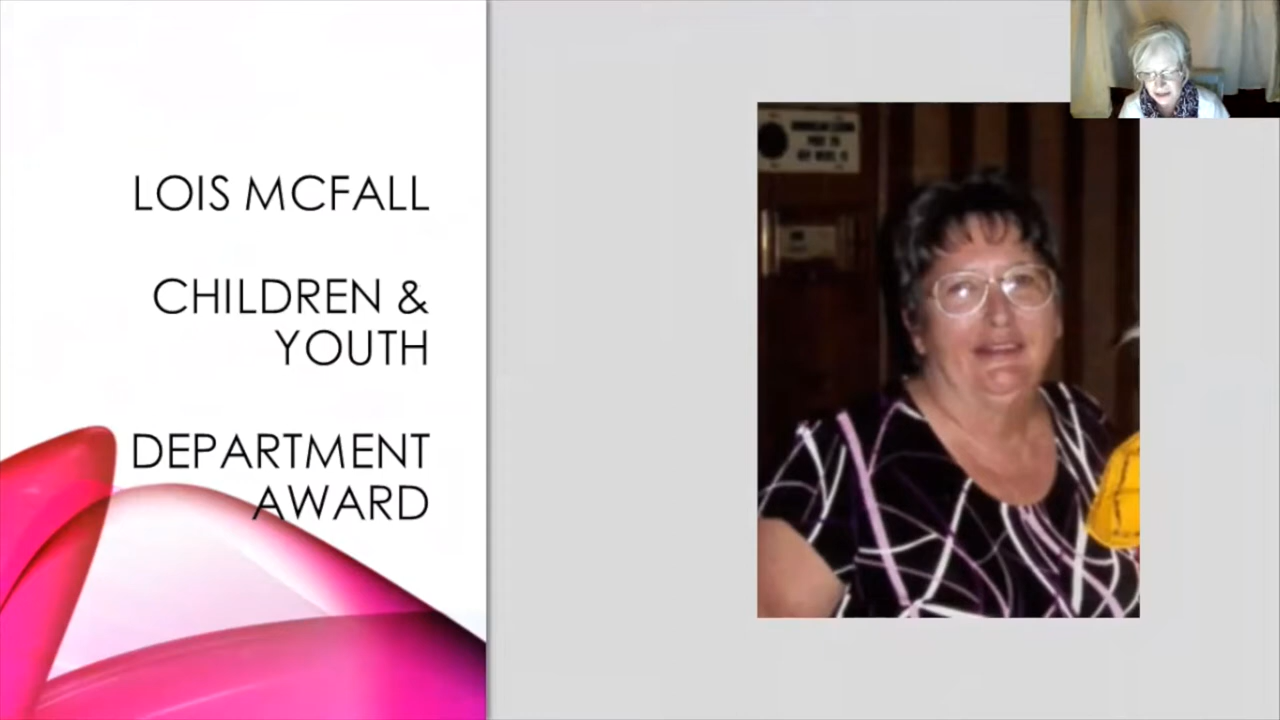 LOIS MCFALL
CHILDREN &
YOUTH
DEPARTMENT
AWARD